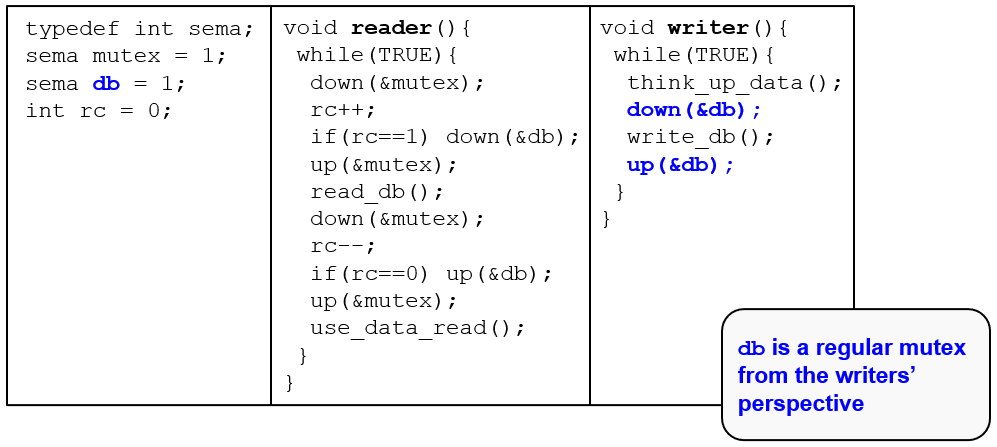 typedef int sema;
sema mutex = 1;
sema db = 1;
int rc = 0;
void reader(){
while(TRUE){
down(&mutex);
rc++;
if(rc==1) down(&db);
up(&mutex);
read_db();
down(&mutex);
rc--;
if(rc==0) up(&db);
up(&mutex);
use_data_read();
}
}
void writer(){
while(TRUE){
think_up_data();
down(&db);
write_db();
up(&db);
}
}
db is a regular mutex
from the writers’
perspective